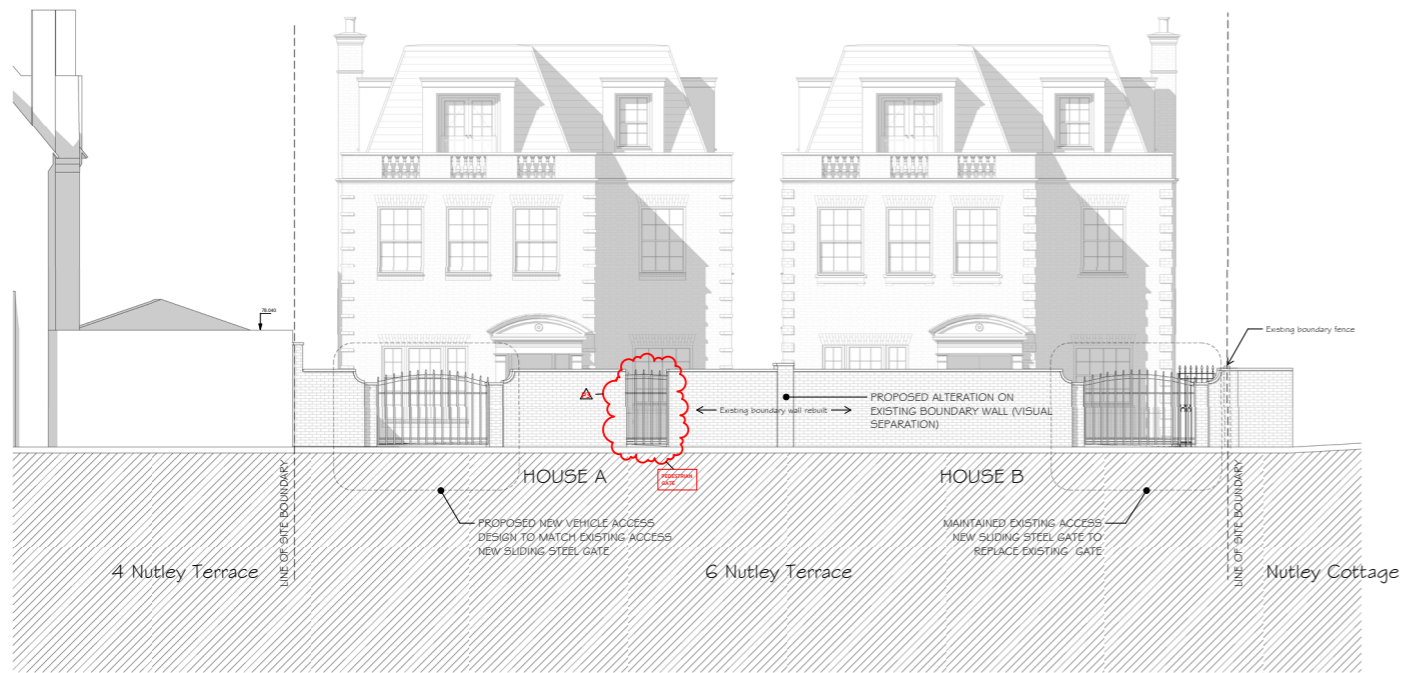 78.040
Existing boundary fence
PROPOSED ALTERATION ON
EXISTING BOUNDARY WALL (VISUAL
SEPARATION)
Existing boundary wall rebuilt
HOUSE A
PEDESTRIAN
GATE
HOUSE B
LINE OF SITE BOUNDARY
PROPOSED NEW VEHICLE ACCESS
DESIGN TO MATCH EXISTING ACCESS
NEW SLIDING STEEL GATE
MAINTAINED EXISTING ACCESS
NEW SLIDING STEEL GATE TO
REPLACE EXISTING GATE
LINE OF SITE BOUNDARY
4 Nutley Terrace
6 Nutley Terrace
Nutley Cottage